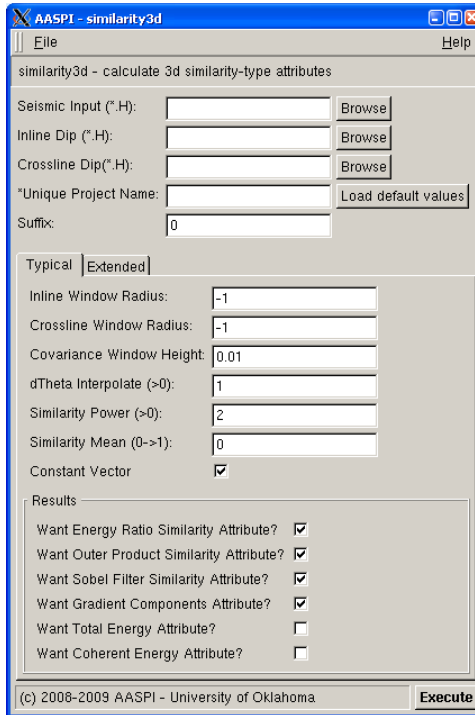 AASPI - similarity3d
File Help
similarity3d - calculate 3d similarity-type attributes
Seismic Input (*.H): Browse
Inline Dip (*.H): Browse
Crossline Dip(*.H): Browse
*Unique Project Name: Load default values
Suffix: 0
Typical Extended
Inline Window Radius: -1
Crossline Window Radius: -1
Covariance Window Height: 0.01
dTheta Interpolate (>0): 1
Similarity Power (>0): 2
Similarity Mean (0->1): 0
Constant Vector
Results
Want Energy Ratio Similarity Attribute?
Want Outer Product Similarity Attribute?
Want Sobel Filter Similarity Attribute?
Want Gradient Components Attribute?
Want Total Energy Attribute?
Want Coherent Energy Attribute?
(c) 2008-2009 AASPI - University of Oklahoma Execute